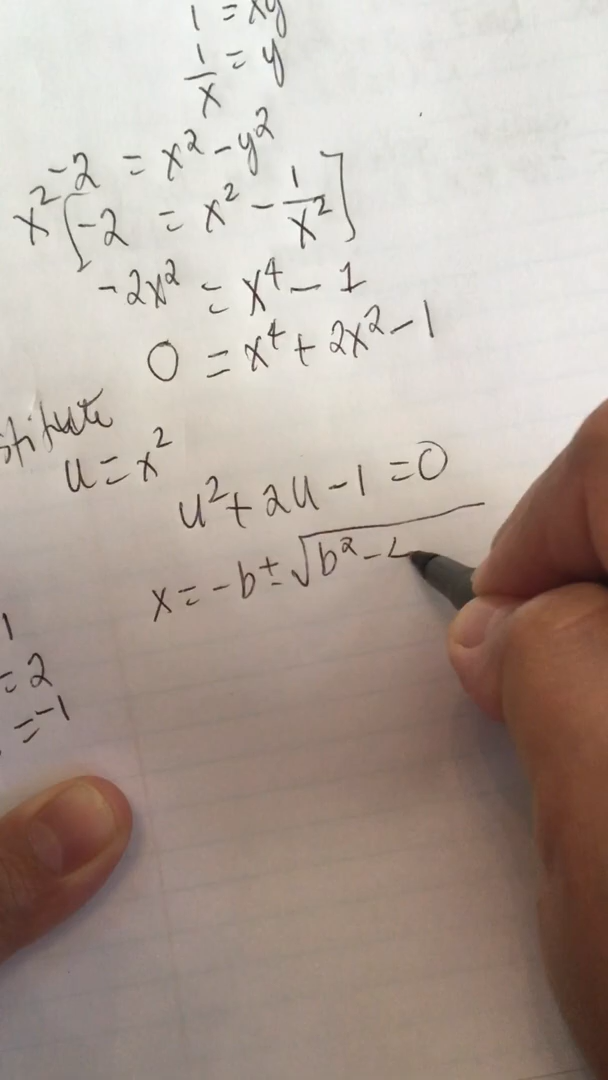 1 = xy
1/x = y
-2 = x² - y²
x² [-2 = x² - 1/x²]
-2x² = x⁴ - 1
0 = x⁴ + 2x² - 1
u = x²
u² + 2u - 1 = 0
x = -b ± √b² - 4
1
= 2
= -1